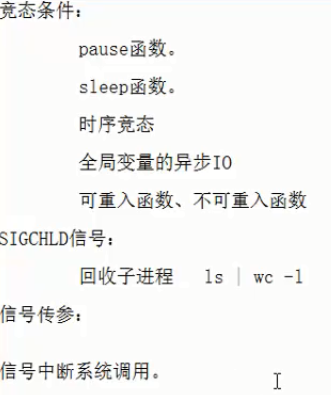 竞态条件：
pause函数。
sleep函数。
时序竞态
全局变量的异步IO
可重入函数、不可重入函数
SIGCHLD信号：
回收子进程 ls | wc -l
信号传参：
信号中断系统调用。